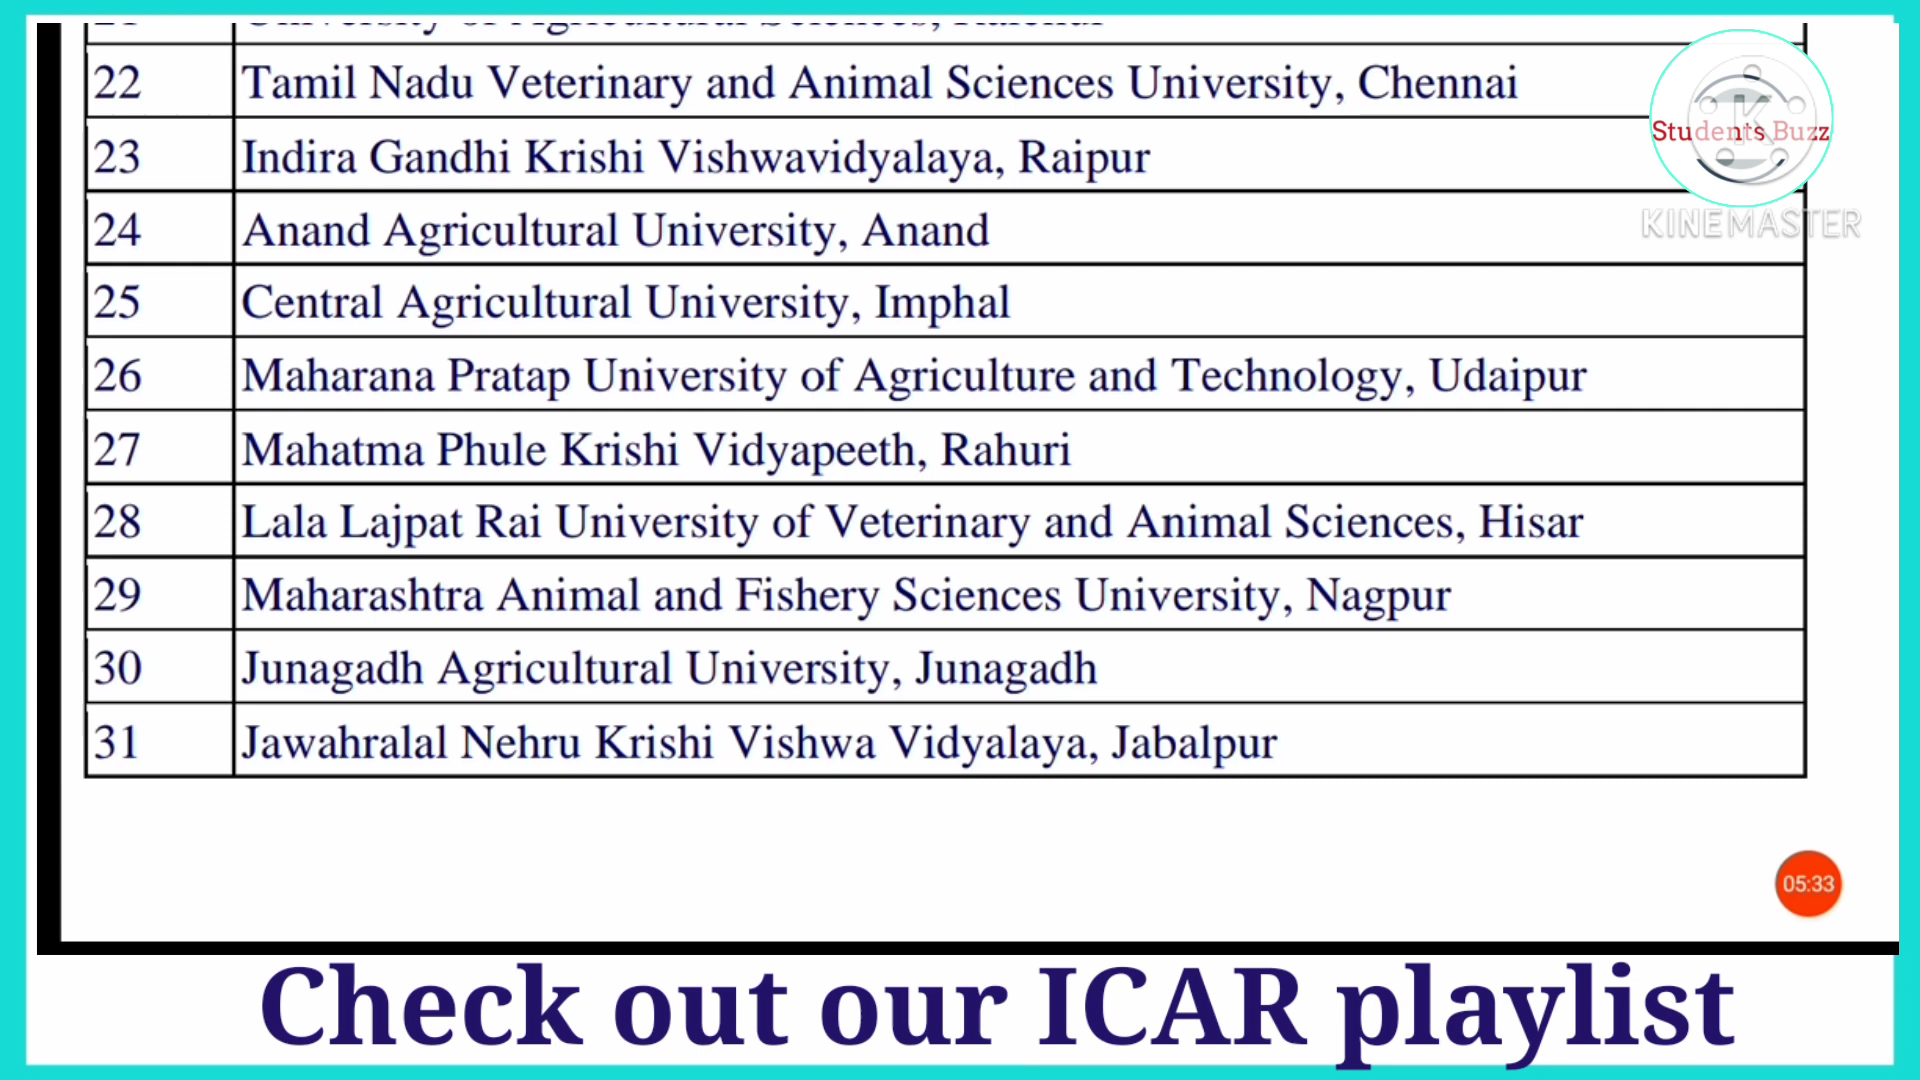 22 Tamil Nadu Veterinary and Animal Sciences University, Chennai
23 Indira Gandhi Krishi Vishwavidyalaya, Raipur
24 Anand Agricultural University, Anand
25 Central Agricultural University, Imphal
26 Maharana Pratap University of Agriculture and Technology, Udaipur
27 Mahatma Phule Krishi Vidyapeeth, Rahuri
28 Lala Lajpat Rai University of Veterinary and Animal Sciences, Hisar
29 Maharashtra Animal and Fishery Sciences University, Nagpur
30 Junagadh Agricultural University, Junagadh
31 Jawahralal Nehru Krishi Vishwa Vidyalaya, Jabalpur
K
Students Buzz
KINEMASTER
05:33
Check out our ICAR playlist